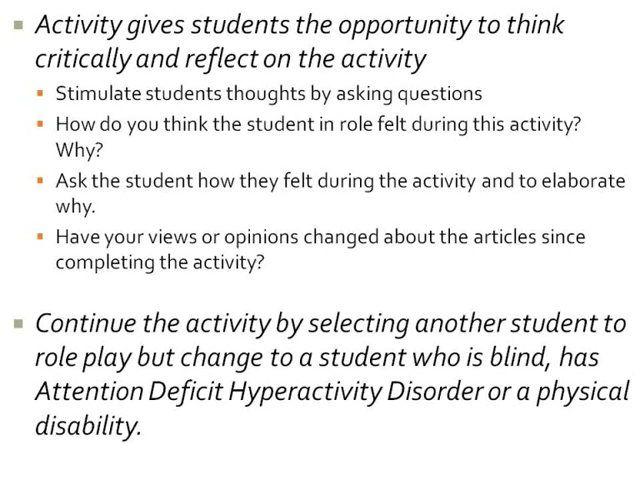 Activity gives students the opportunity to think
critically and reflect on the activity
Stimulate students thoughts by asking questions
How do you think the student in role felt during this activity?
Why?
Ask the student how they felt during the activity and to elaborate
why.
Have your views or opinions changed about the articles since
completing the activity?
Continue the activity by selecting another student to
role play but change to a student who is blind, has
Attention Deficit Hyperactivity Disorder or a physical
disability.